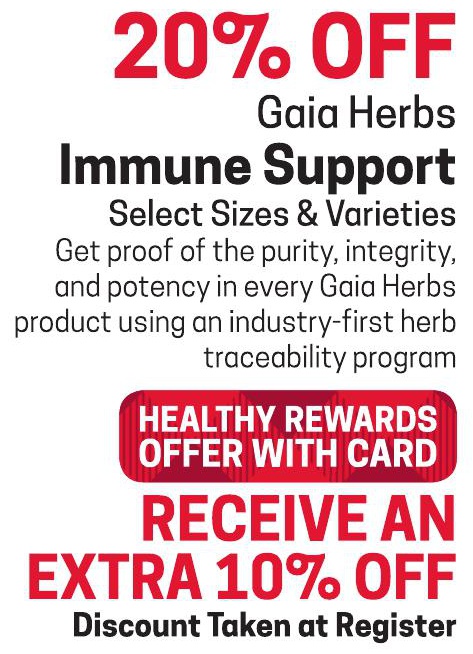 20% OFF
Gaia Herbs
Immune Support
Select Sizes & Varieties
Get proof of the purity, integrity,
and potency in every Gaia Herbs
product using an industry-first herb
traceability program
HEALTHY REWARDS
OFFER WITH CARD
RECEIVE AN
EXTRA 10% OFF
Discount Taken at Register